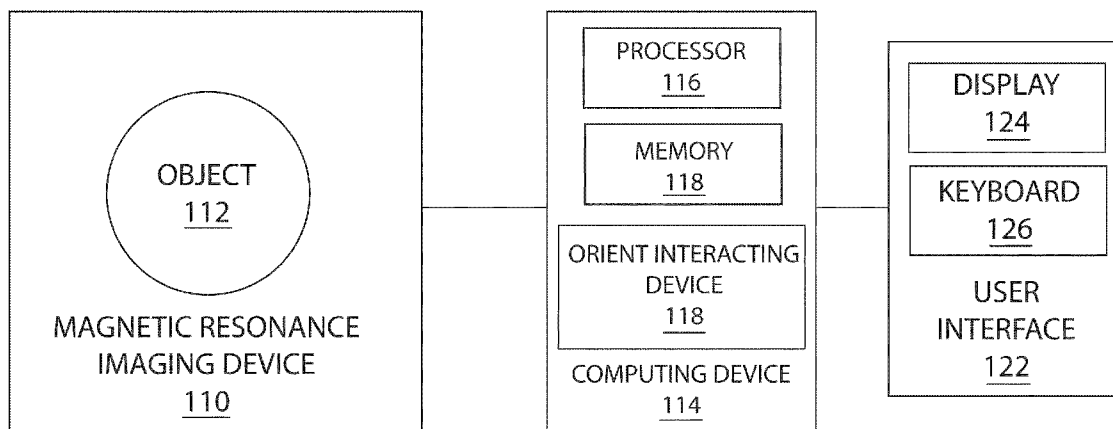 OBJECT
112
MAGNETIC RESONANCE
IMAGING DEVICE
110
PROCESSOR
116
MEMORY
118
ORIENT INTERACTING
DEVICE
118
COMPUTING DEVICE
114
DISPLAY
124
KEYBOARD
126
USER
INTERFACE
122